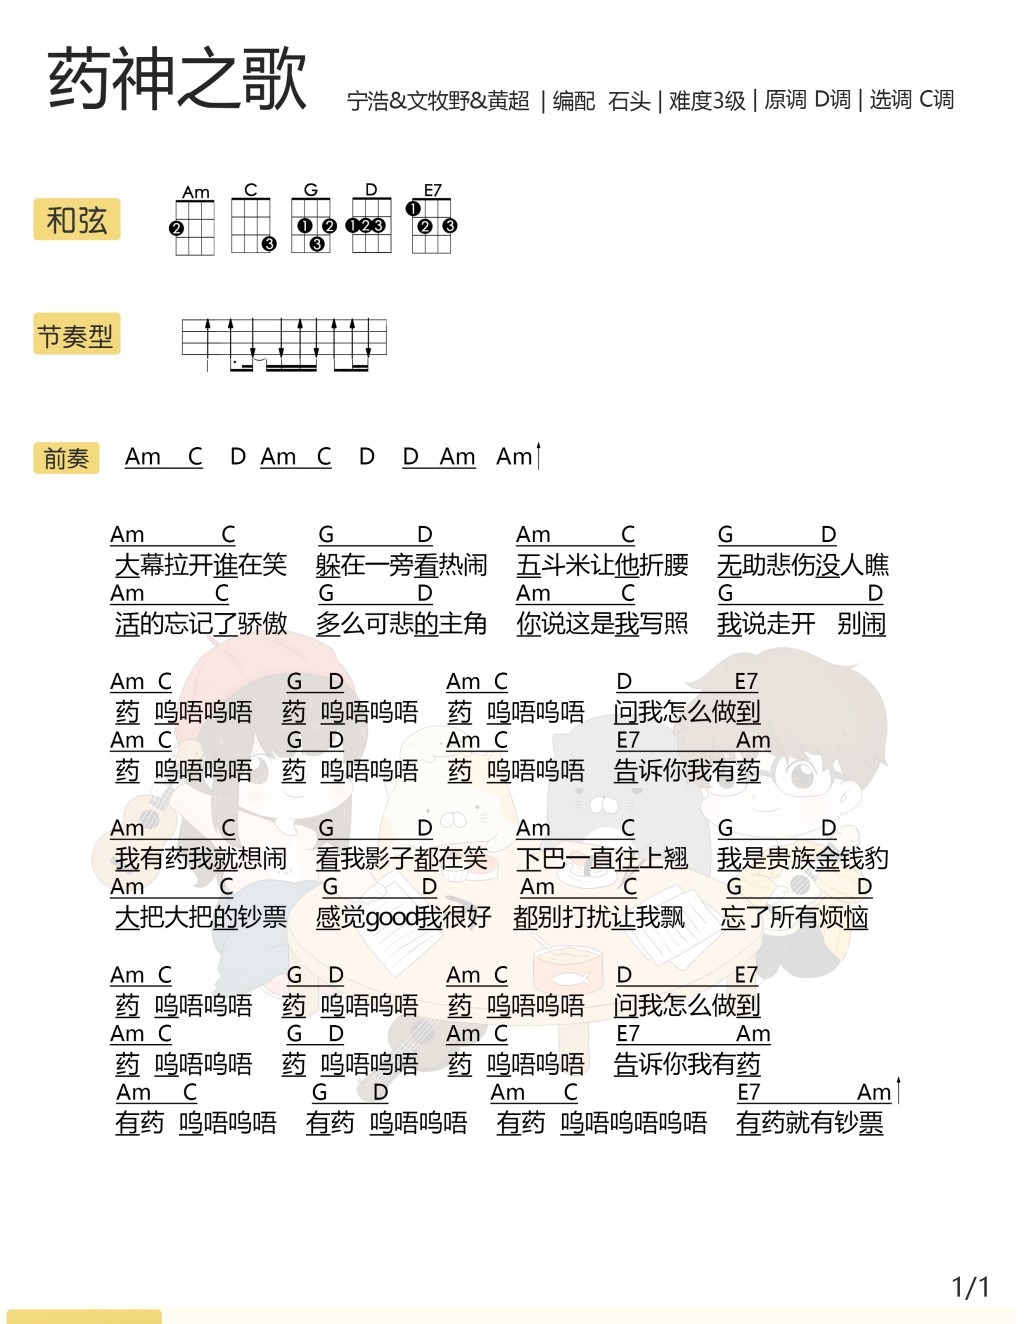 药神之歌 宁浩&文牧野&黄超 | 编配 石头 | 难度3级 | 原调 D调 | 选调 C调
Am C G D E7
和弦
2 3 1 2 3 1 2 3 1 2 3
节奏型
前奏 Am C D Am C D D Am Am
Am C G D Am C G D
大幕拉开谁在笑 躲在一旁看热闹 五斗米让他折腰 无助悲伤没人瞧
Am C G D Am C G D
活的忘记了骄傲 多么可悲的主角 你说这是我写照 我说走开 别闹
Am C G D Am C D E7
药 呜唔呜唔 药 呜唔呜唔 药 呜唔呜唔 问我怎么做到
Am C G D Am C E7 Am
药 呜唔呜唔 药 呜唔呜唔 药 呜唔呜唔 告诉你我有药
Am C G D Am C G D
我有药我就想闹 看我影子都在笑 下巴一直往上翘 我是贵族金钱豹
Am C G D Am C G D
大把大把的钞票 感觉good我很好 都别打扰让我飘 忘了所有烦恼
Am C G D Am C D E7
药 呜唔呜唔 药 呜唔呜唔 药 呜唔呜唔 问我怎么做到
Am C G D Am C E7 Am
药 呜唔呜唔 药 呜唔呜唔 药 呜唔呜唔 告诉你我有药
Am C G D Am C E7 Am
有药 呜唔呜唔 有药 呜唔呜唔 有药 呜唔呜唔呜唔 有药就有钞票
1/1